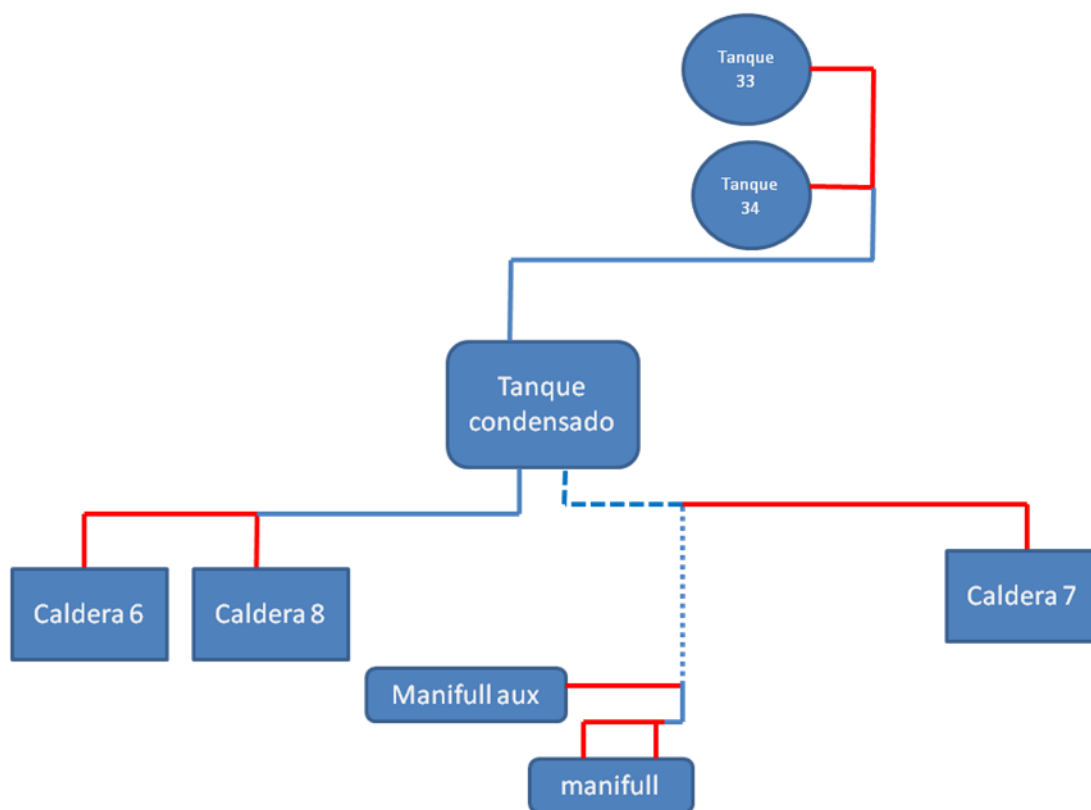 Tanque
33
Tanque
34
Tanque
condensado
Caldera 6
Caldera 8
Caldera 7
Manifull aux
manifull